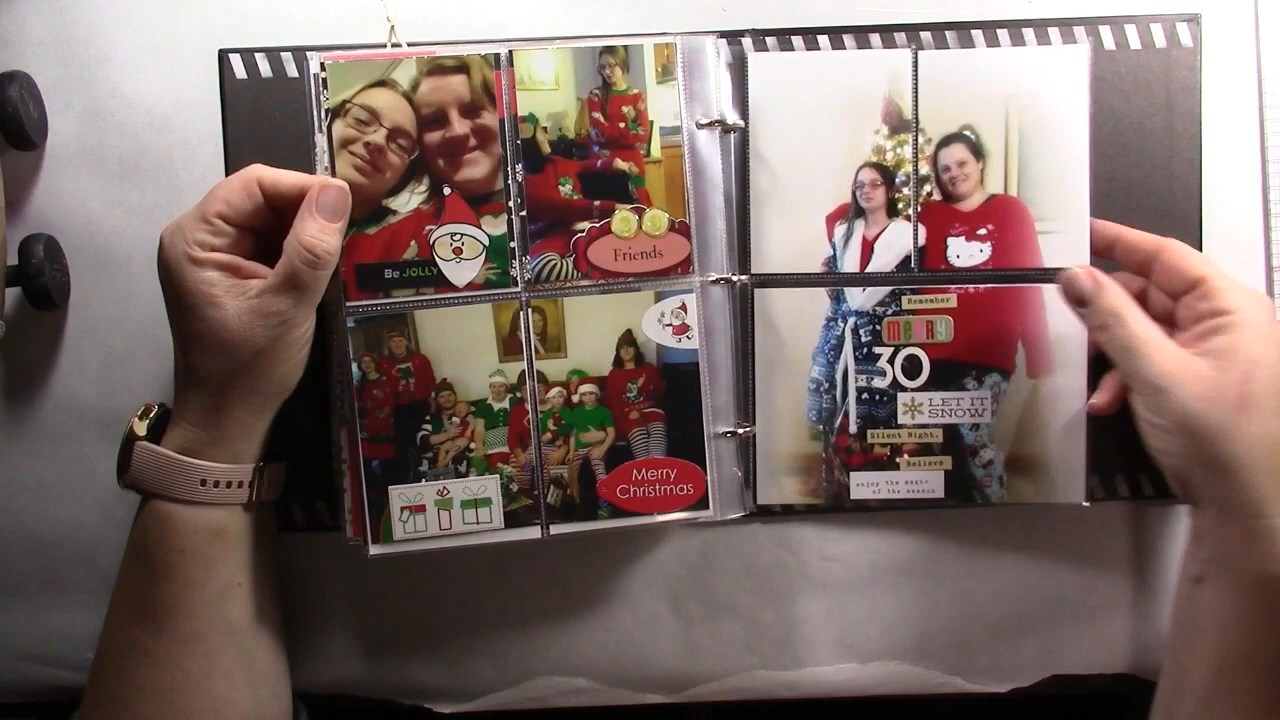 Be JOLLY
Friends
Merry
Christmas
Remember
MERRY
30
LET IT
SNOW
Silent Night,
Believe
enjoy the magic
of the season